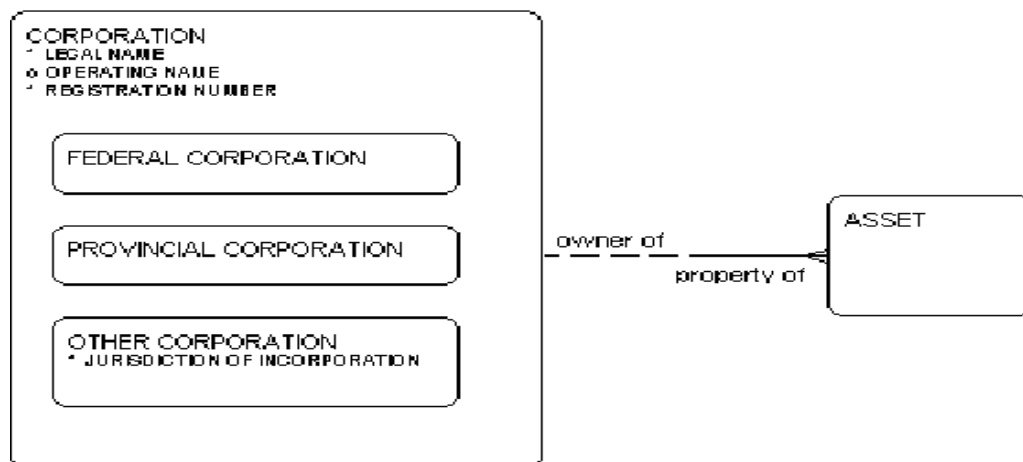 CORPORATION
* LEGAL NAME
o OPERATING NAME
* REGISTRATION NUMBER
FEDERAL CORPORATION
PROVINCIAL CORPORATION
OTHER CORPORATION
* JURISDICTION OF INCORPORATION
owner of
property of
ASSET